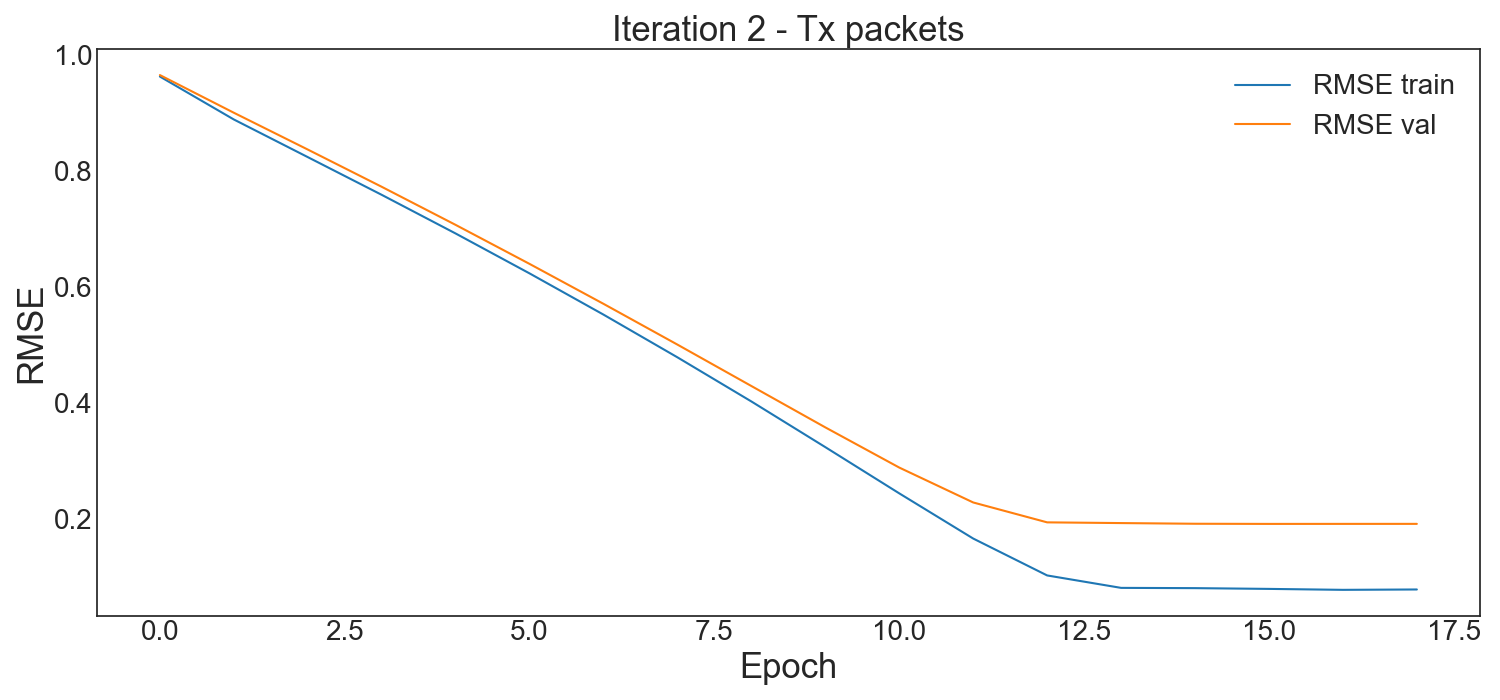 Iteration 2 - Tx packets
1.0
0.8
0.6
0.4
0.2
RMSE
RMSE train
RMSE val
0.0 2.5 5.0 7.5 10.0 12.5 15.0 17.5
Epoch